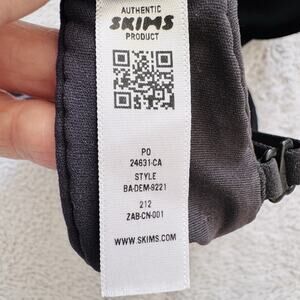 AUTHENTIC
SKIMS
PRODUCT
PO
24631-CA
STYLE
BA-DEM-9221
212
ZAB-CN-001
WWW.SKIMS.COM